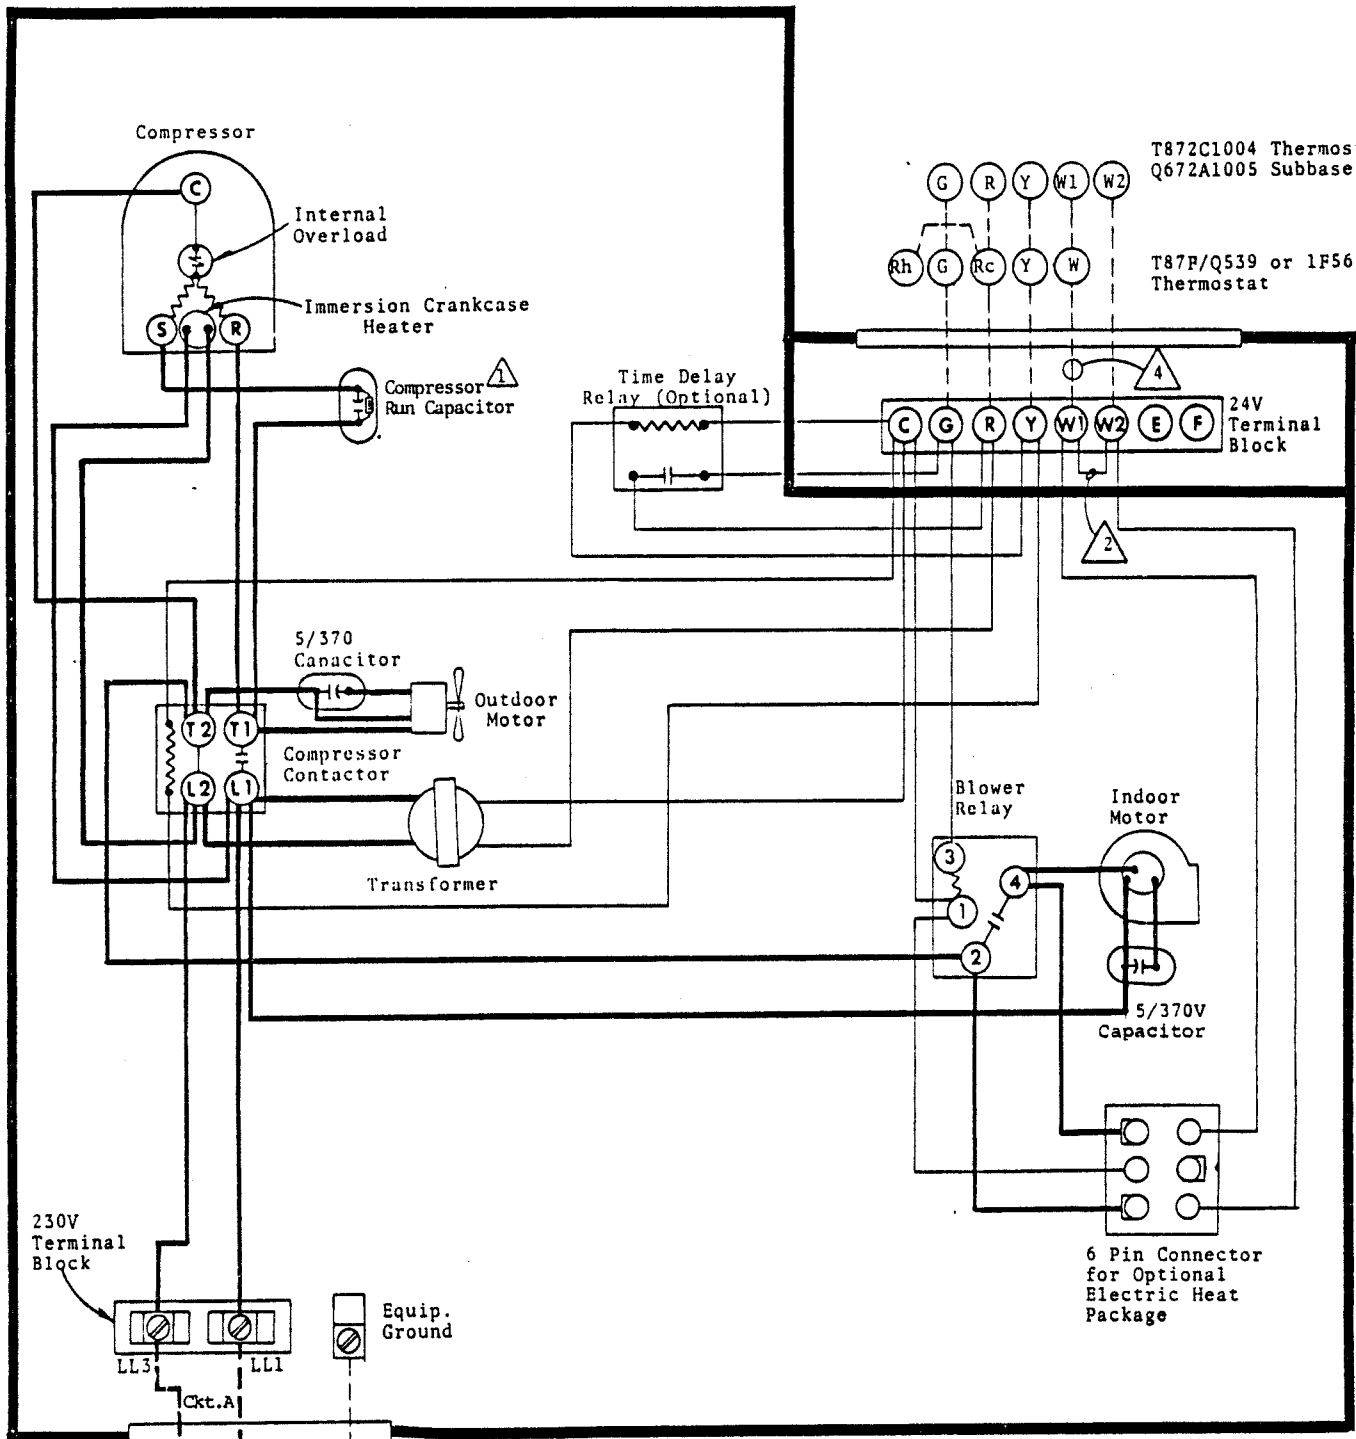 Compressor
C
Internal
Overload
Immersion Crankcase
Heater
S
R
Compressor
Run Capacitor
1
T872C1004 Thermos
Q672A1005 Subbase
G R Y W1 W2
Rh G Rc Y W
T87F/Q539 or 1F56
Thermostat
4
Time Delay
Relay (Optional)
C G R Y W1 W2 E F
24V
Terminal
Block
2
5/370
Capacitor
Outdoor
Motor
T2 T1
Compressor
Contactor
L2 L1
Transformer
Blower
Relay
3
4
1
2
Indoor
Motor
5/370V
Capacitor
6 Pin Connector
for Optional
Electric Heat
Package
230V
Terminal
Block
Equip.
Ground
LL3 LL1
Ckt.A